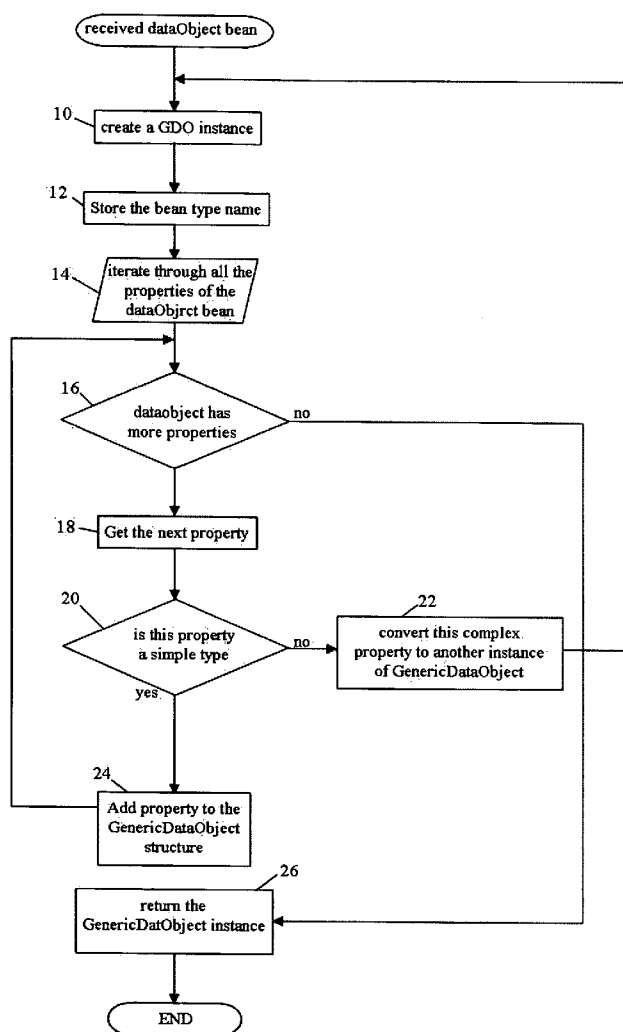 received dataObject bean
10
create a GDO instance
12
Store the bean type name
14
iterate through all the
properties of the
dataObjrct bean
16
dataobject has
more properties
no
18
Get the next property
20
is this property
a simple type
no
yes
22
convert this complex
property to another instance
of GenericDataObject
24
Add property to the
GenericDataObject
structure
26
return the
GenericDatObject instance
END